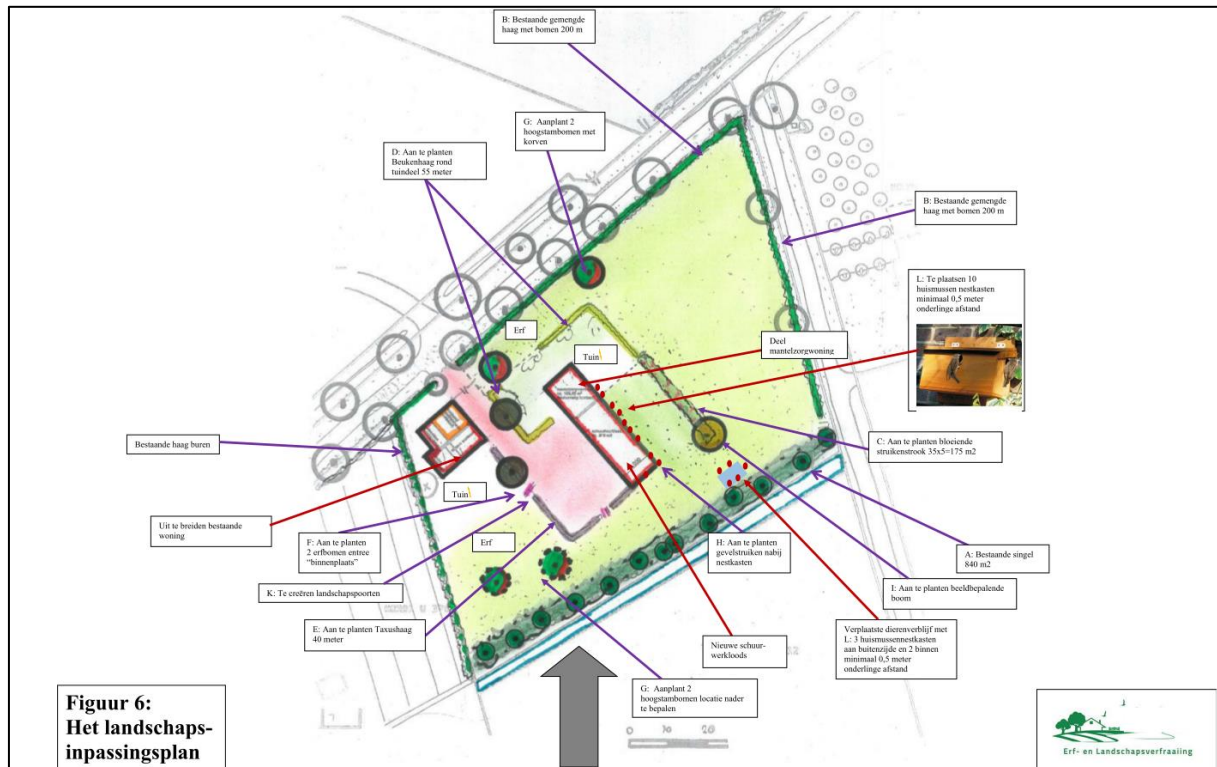 B: Bestaande gemengde
haag met bomen 200 m
G: Aanplant 2
hoogstambomen met
korven
D: Aan te planten
Beukenhaag rond
tuindeel 55 meter
B: Bestaande gemengde
haag met bomen 200 m
L: Te plaatsen 10
huismussen nestkasten
minimaal 0,5 meter
onderlinge afstand
Erf
Deel
mantelzorgwoning
Tuin
Bestaande haag buren
C: Aan te planten bloeiende
struikenstrook 35x5=175 m2
Tuin
Uit te breiden bestaande
woning
F: Aan te planten
2 erfbomen entree
“binnenplaats”
Erf
H: Aan te planten
gevelstruiken nabij
nestkasten
A: Bestaande singel
840 m2
K: Te creëren landschapspoorten
I: Aan te planten beeldbepalende
boom
E: Aan te planten Taxushaag
40 meter
Nieuwe schuur-
werkloods
Verplaatste dierenverblijf met
L: 3 huismussennestkasten
aan buitenzijde en 2 binnen
minimaal 0,5 meter
onderlinge afstand
G: Aanplant 2
hoogstambomen locatie nader
te bepalen
Figuur 6:
Het landschaps-
inpassingsplan
0 10 20
Erf- en Landschapsverfraaiing